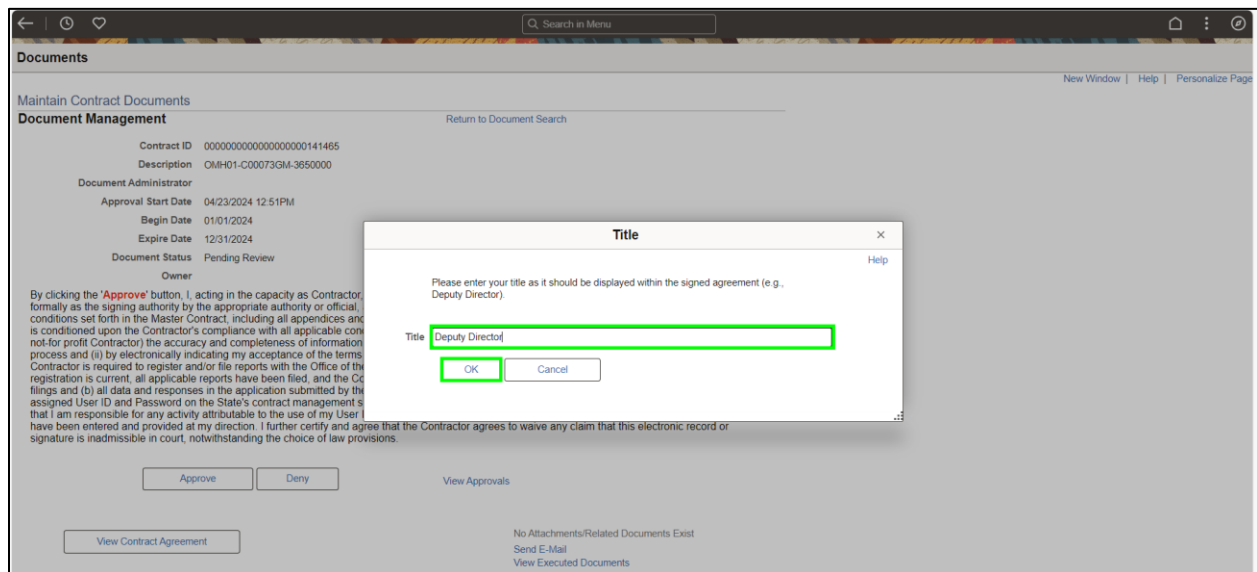 Search in Menu
Documents
New Window | Help | Personalize Page
Maintain Contract Documents
Document Management
Return to Document Search
Contract ID 000000000000000000141465
Description OMH01-C00073GM-3650000
Document Administrator
Approval Start Date 04/23/2024 12:51PM
Begin Date 01/01/2024
Expire Date 12/31/2024
Document Status Pending Review
Owner
By clicking the 'Approve' button, I, acting in the capacity as Contractor,
formally as the signing authority by the appropriate authority or official,
conditions set forth in the Master Contract, including all appendices and
is conditioned upon the Contractor's compliance with all applicable
not-for profit Contractor) the accuracy and completeness of information
process and (ii) by electronically indicating my acceptance of the terms
Contractor is required to register and/or file reports with the Office of the
registration is current, all applicable reports have been filed, and the
filings and (b) all data and responses in the application submitted by the
assigned User ID and Password on the State's contract management
that I am responsible for any activity attributable to the use of my User
have been entered and provided at my direction. I further certify and agree that the Contractor agrees to waive any claim that this electronic record or
signature is inadmissible in court, notwithstanding the choice of law provisions.
Title
Help
Please enter your title as it should be displayed within the signed agreement (e.g.,
Deputy Director).
Title Deputy Director
OK Cancel
Approve Deny View Approvals
View Contract Agreement
No Attachments/Related Documents Exist
Send E-Mail
View Executed Documents